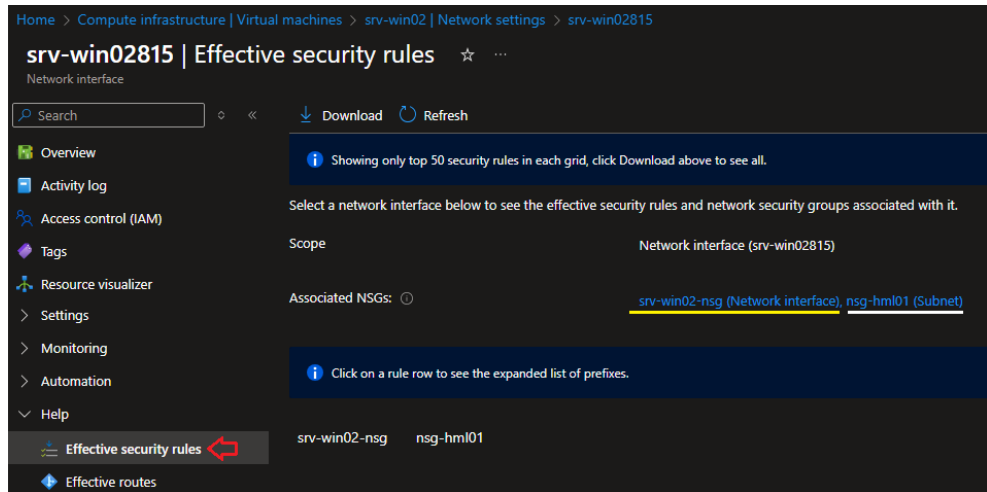 Home > Compute infrastructure | Virtual machines > srv-win02 | Network settings > srv-win02815
srv-win02815 | Effective security rules ☆ ···
Network interface
Search
Download Refresh
Overview
Showing only top 50 security rules in each grid, click Download above to see all.
Activity log
Access control (IAM)
Select a network interface below to see the effective security rules and network security groups associated with it.
Tags
Scope Network interface (srv-win02815)
Resource visualizer
Associated NSGs: srv-win02-nsg (Network interface), nsg-hml01 (Subnet)
Settings
Monitoring
Automation
Click on a rule row to see the expanded list of prefixes.
Help
srv-win02-nsg nsg-hml01
Effective security rules
Effective routes